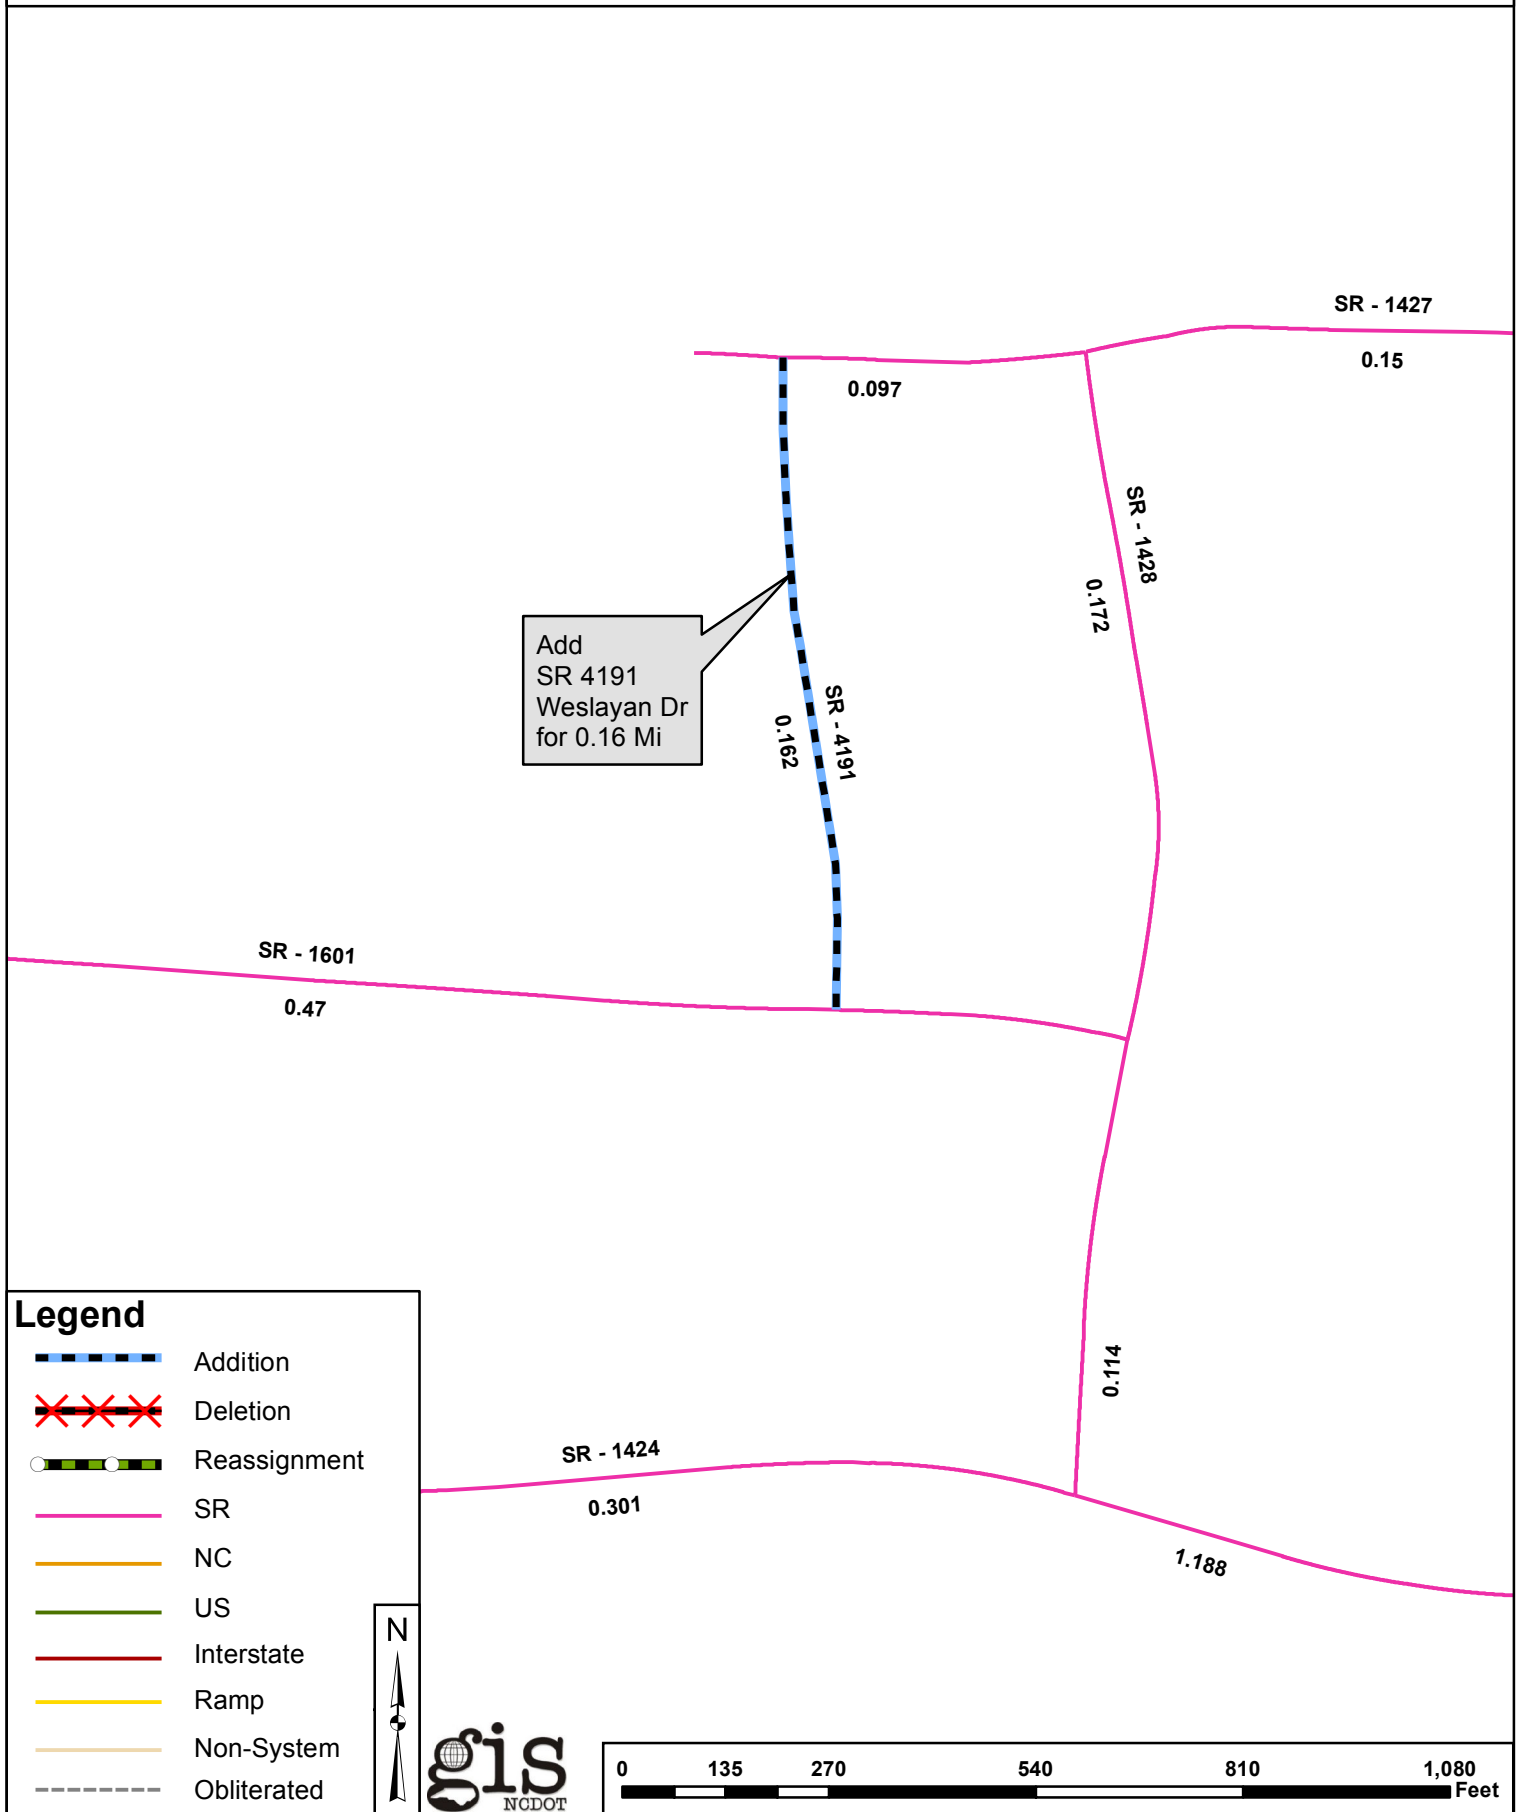 SR - 1427
0.15
0.097
SR - 1428
0.172
Add
SR 4191
Weslayan Dr
for 0.16 Mi
SR - 4191
0.162
SR - 1601
0.47
0.114
SR - 1424
0.301
1.188
Legend
Addition
Deletion
Reassignment
SR
NC
US
Interstate
Ramp
Non-System
Obliterated
N
gis
NCDOT
0 135 270 540 810 1,080
Feet